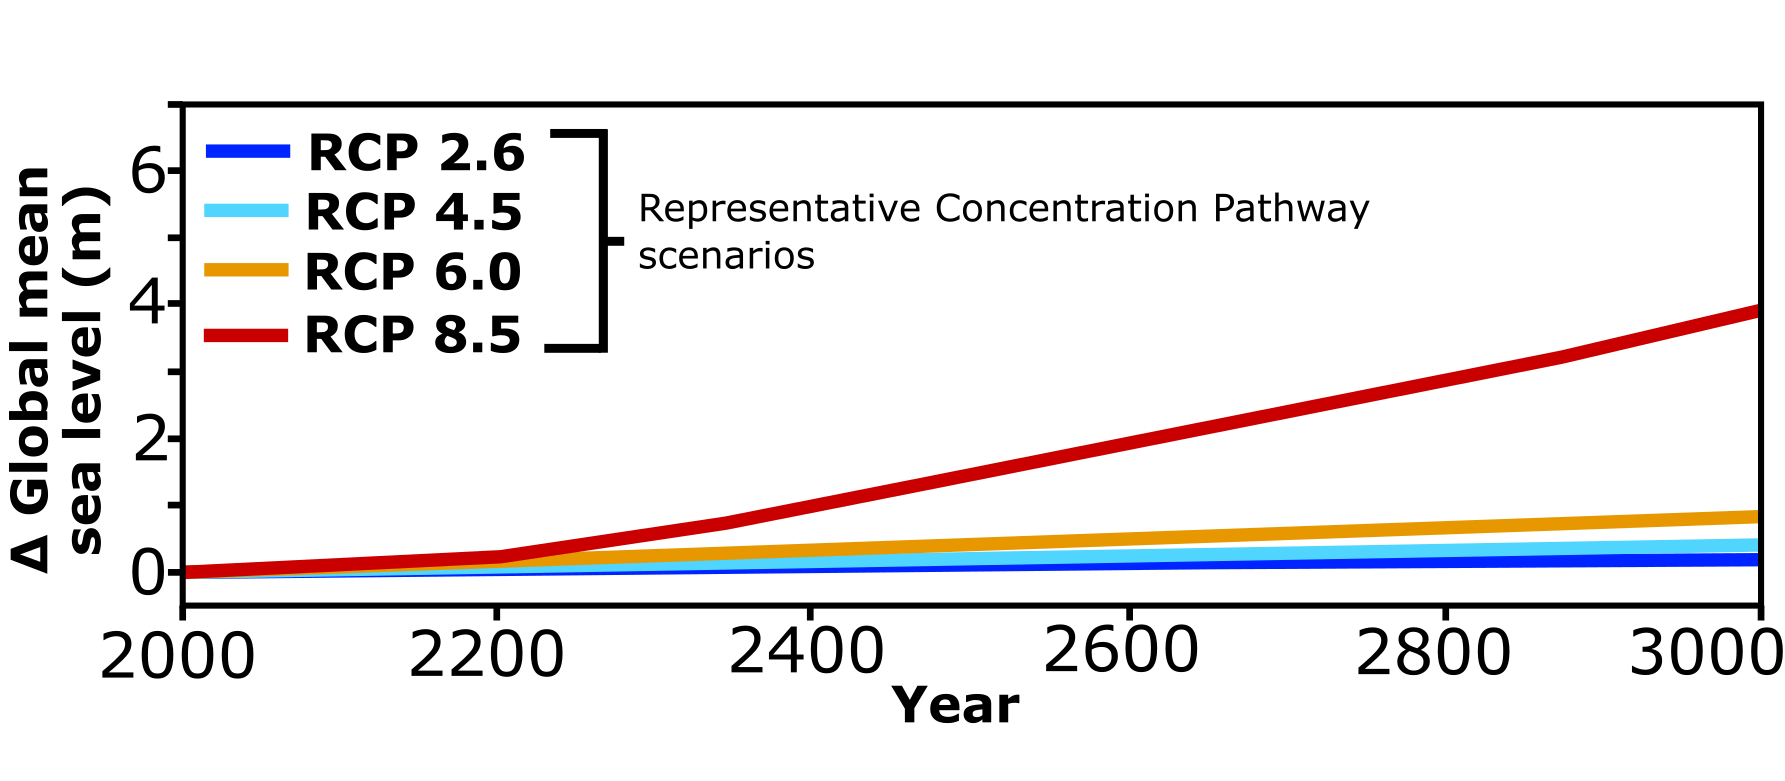 RCP 2.6
RCP 4.5
RCP 6.0
RCP 8.5
Representative Concentration Pathway
scenarios
Δ Global mean
sea level (m)
6
4
2
0
2000 2200 2400 2600 2800 3000
Year